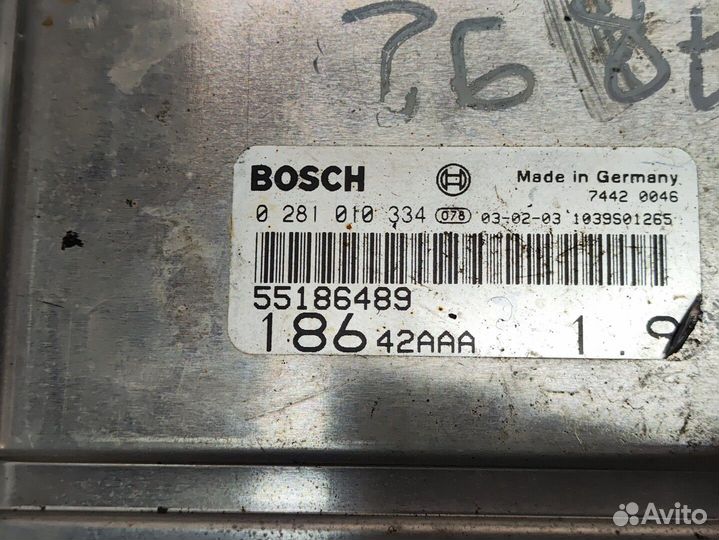 BOSCH Made in Germany
7442 0046
0 281 010 334 078 03-02-03 1039S01265
55186489
186 42AAA 1.9
Avito